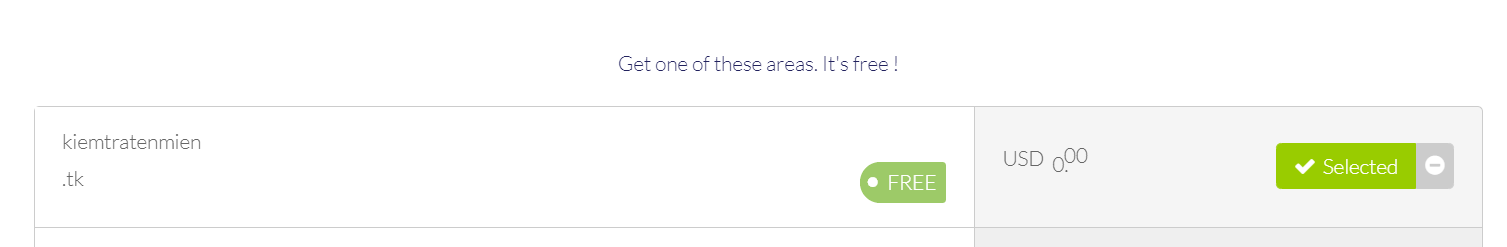 Get one of these areas. It's free !
kiemtratenmien
.tk
FREE
USD 0.00
Selected